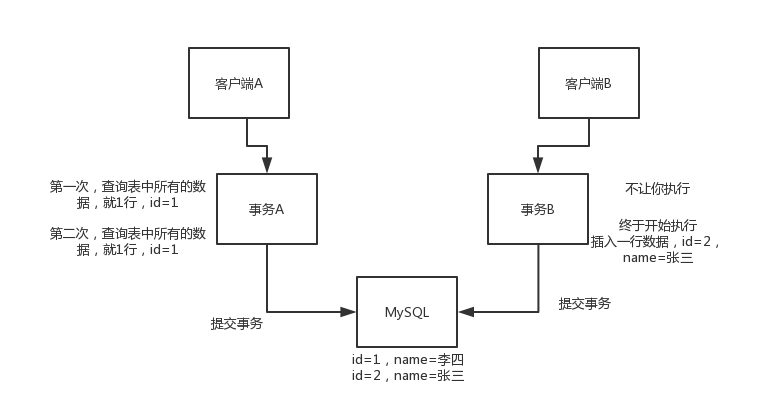 客户端A
客户端B
第一次，查询表中所有的数
据，就1行，id=1
第二次，查询表中所有的数
据，就1行，id=1
事务A
事务B
不让你执行
终于开始执行
插入一行数据，id=2，
name=张三
提交事务
MySQL
提交事务
id=1，name=李四
id=2，name=张三